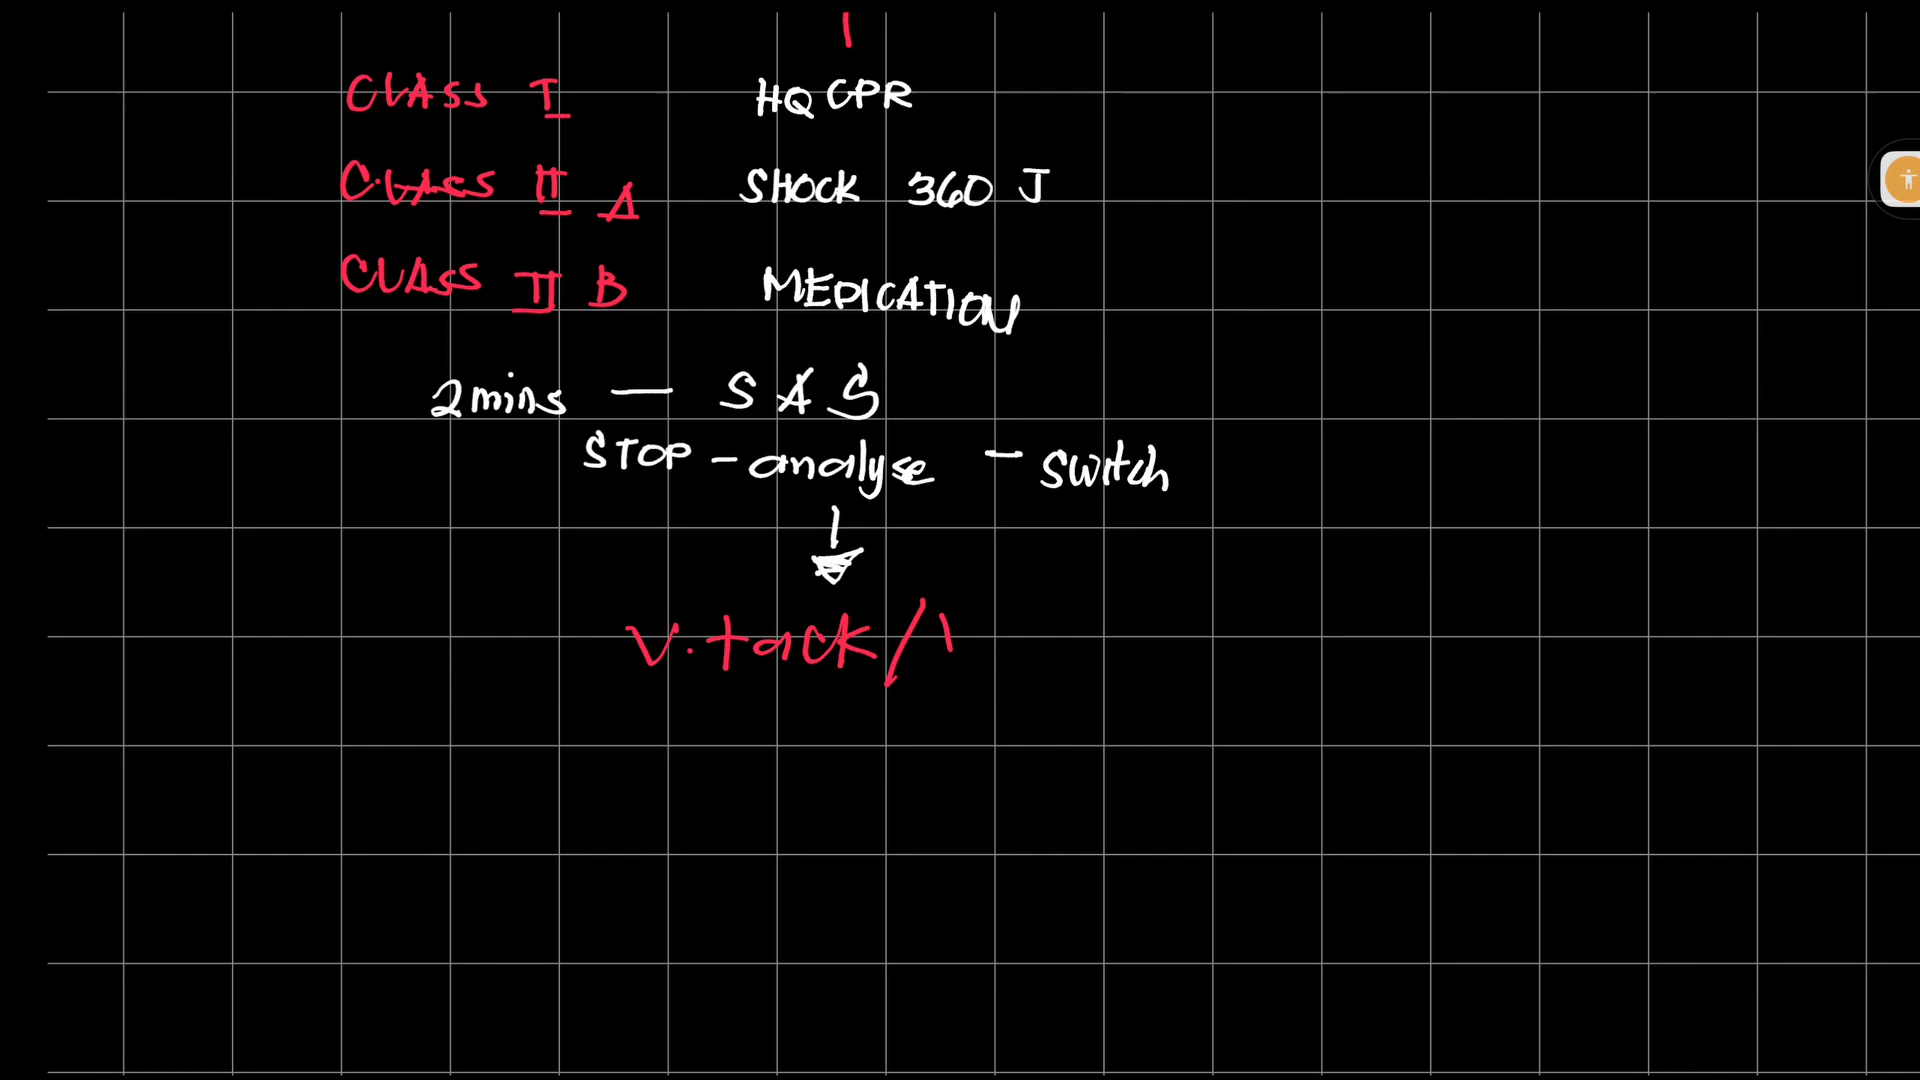 CLASS I HQ CPR
CLASS II A SHOCK 360 J
CLASS II B MEDICATION
2mins — S A S
STOP - analyse - switch
V.tack/